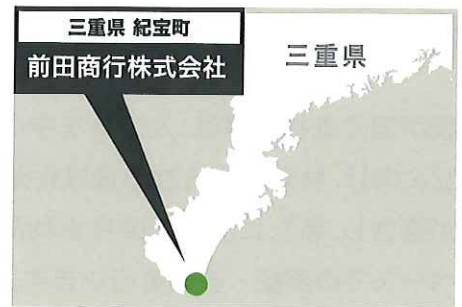 三重県 紀宝町
前田商行株式会社
三重県